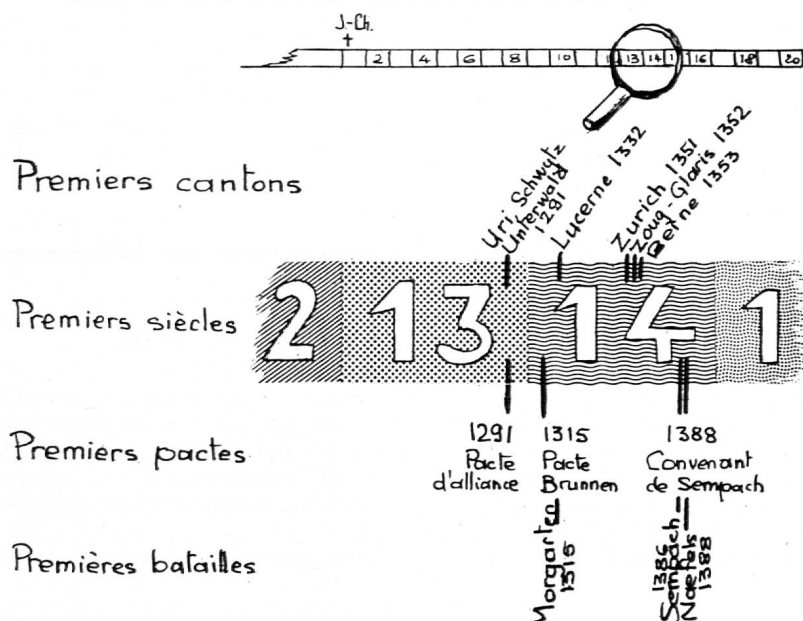 J.-Ch.
2 4 6 8 10 1 13 14 1 16 18 20
Premiers cantons
Uri, Schwytz
Unterwald
1291
Lucerne 1332
Zurich 1351
Zoug-Glaris 1352
Berne 1353
Premiers siècles
2 13 14 1
Premiers pactes
1291
Pacte
d'alliance
1315
Pacte
Brunnen
1388
Convenant
de Sempach
Premières batailles
Morgarten
1315
1386
Sempach
Naefels
1388